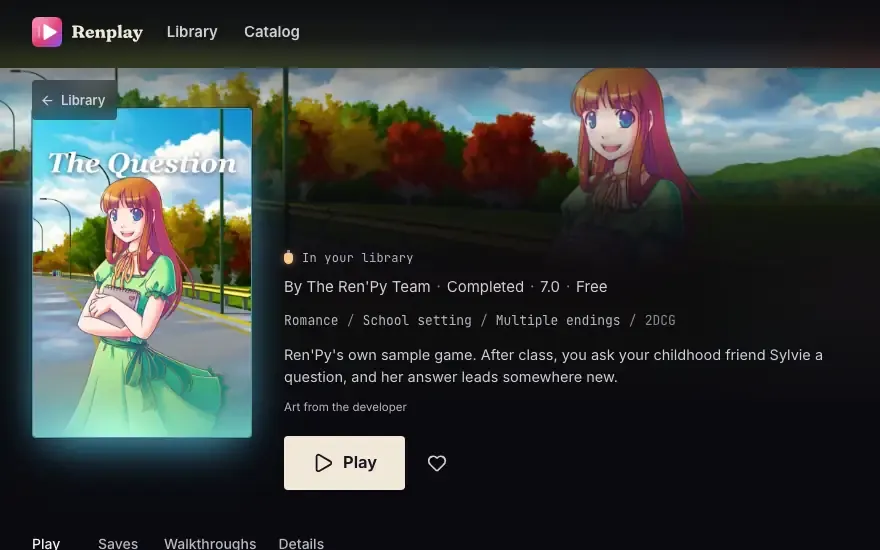 Renplay
Library
Catalog
Library
The Question
In your library
By The Ren'Py Team · Completed · 7.0 · Free
Romance / School setting / Multiple endings / 2DCG
Ren'Py's own sample game. After class, you ask your childhood friend Sylvie a
question, and her answer leads somewhere new.
Art from the developer
Play
Play
Saves
Walkthroughs
Details